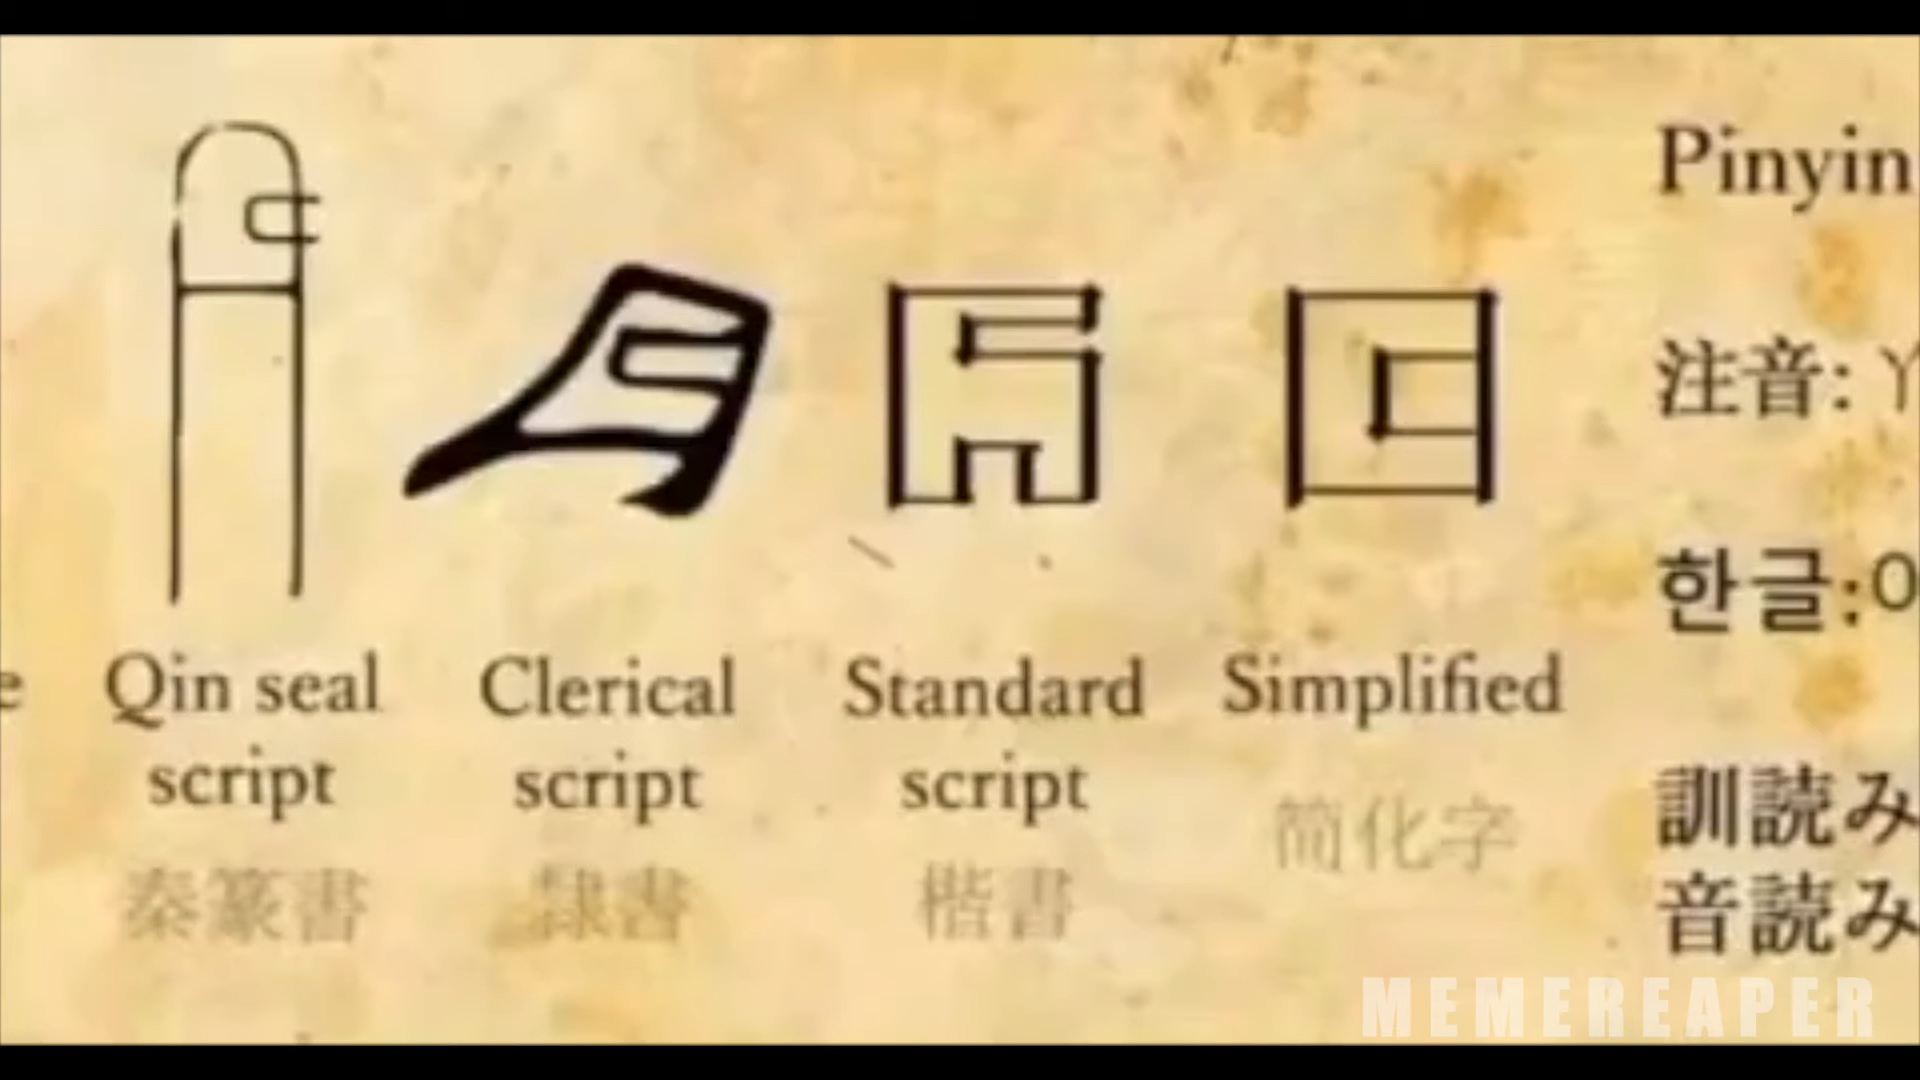 Pinyin
注音: ㄚ
한글:
e
Qin seal script
秦篆書
Clerical script
隸書
Standard script
楷書
Simplified
简化字
訓読み
音読み
MEMEREAPER